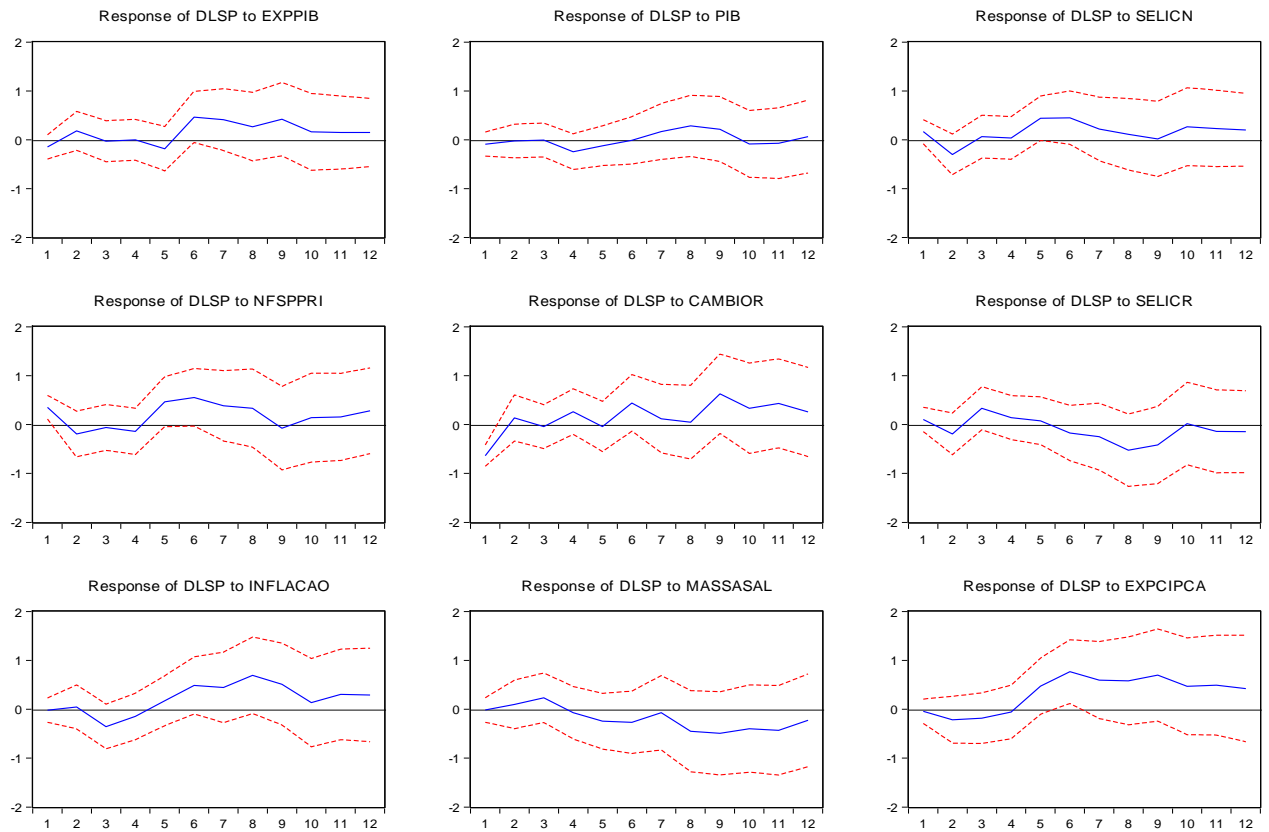 Response of DLSP to EXPPIB
2
1
0
-1
-2
1 2 3 4 5 6 7 8 9 10 11 12
Response of DLSP to PIB
2
1
0
-1
-2
1 2 3 4 5 6 7 8 9 10 11 12
Response of DLSP to SELICN
2
1
0
-1
-2
1 2 3 4 5 6 7 8 9 10 11 12
Response of DLSP to NFSPPRI
2
1
0
-1
-2
1 2 3 4 5 6 7 8 9 10 11 12
Response of DLSP to CAMBIOR
2
1
0
-1
-2
1 2 3 4 5 6 7 8 9 10 11 12
Response of DLSP to SELICR
2
1
0
-1
-2
1 2 3 4 5 6 7 8 9 10 11 12
Response of DLSP to INFLACAO
2
1
0
-1
-2
1 2 3 4 5 6 7 8 9 10 11 12
Response of DLSP to MASSASAL
2
1
0
-1
-2
1 2 3 4 5 6 7 8 9 10 11 12
Response of DLSP to EXPCIPCA
2
1
0
-1
-2
1 2 3 4 5 6 7 8 9 10 11 12